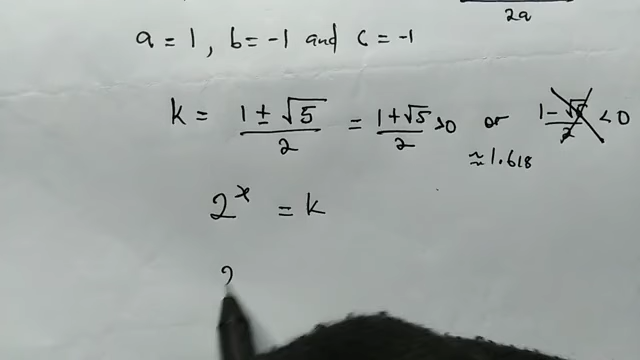 2a
a = 1, b = -1 and c = -1
k = (1 ± √5)/2 = (1 + √5)/2 > 0 or (1 - √5)/2 < 0
≈ 1.618
2^x = k
2